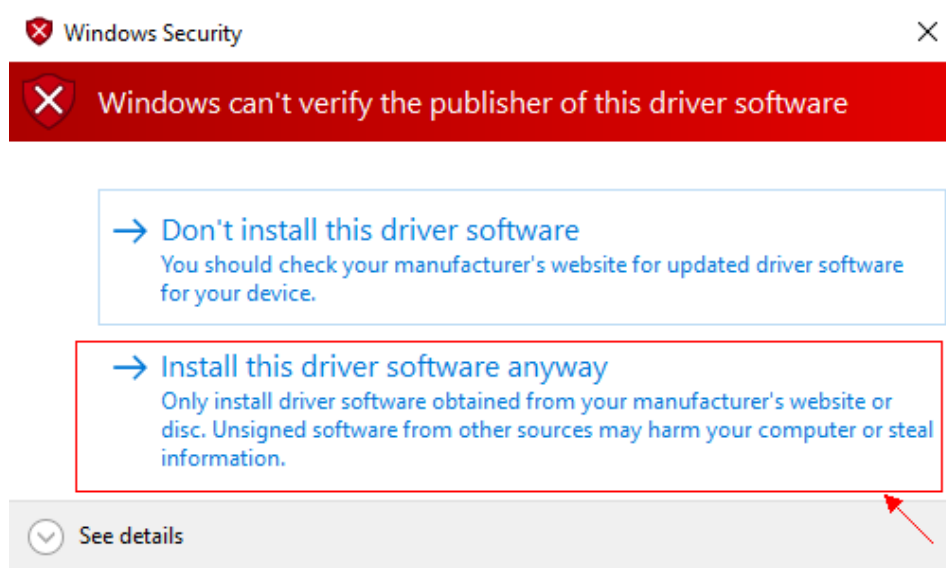 Windows Security
Windows can't verify the publisher of this driver software
Don't install this driver software
You should check your manufacturer's website for updated driver software
for your device.
Install this driver software anyway
Only install driver software obtained from your manufacturer's website or
disc. Unsigned software from other sources may harm your computer or steal
information.
See details